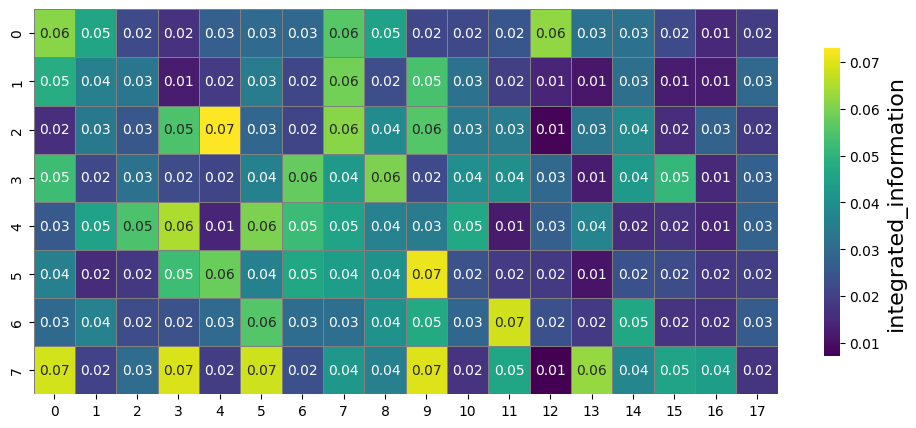 0 0.06 0.05 0.02 0.02 0.03 0.03 0.03 0.06 0.05 0.02 0.02 0.02 0.06 0.03 0.03 0.02 0.01 0.02
1 0.05 0.04 0.03 0.01 0.02 0.03 0.02 0.06 0.02 0.05 0.03 0.02 0.01 0.01 0.03 0.01 0.01 0.03
2 0.02 0.03 0.03 0.05 0.07 0.03 0.02 0.06 0.04 0.06 0.03 0.03 0.01 0.03 0.04 0.02 0.03 0.02
3 0.05 0.02 0.03 0.02 0.02 0.04 0.06 0.04 0.06 0.02 0.04 0.04 0.03 0.01 0.04 0.05 0.01 0.03
4 0.03 0.05 0.05 0.06 0.01 0.06 0.05 0.05 0.04 0.03 0.05 0.01 0.03 0.04 0.02 0.02 0.01 0.03
5 0.04 0.02 0.02 0.05 0.06 0.04 0.05 0.04 0.04 0.07 0.02 0.02 0.02 0.01 0.02 0.02 0.02 0.02
6 0.03 0.04 0.02 0.02 0.03 0.06 0.03 0.03 0.04 0.05 0.03 0.07 0.02 0.02 0.05 0.02 0.02 0.03
7 0.07 0.02 0.03 0.07 0.02 0.07 0.02 0.04 0.04 0.07 0.02 0.05 0.01 0.06 0.04 0.05 0.04 0.02
0 1 2 3 4 5 6 7 8 9 10 11 12 13 14 15 16 17
0.07
0.06
0.05
0.04
0.03
0.02
0.01
integrated_information